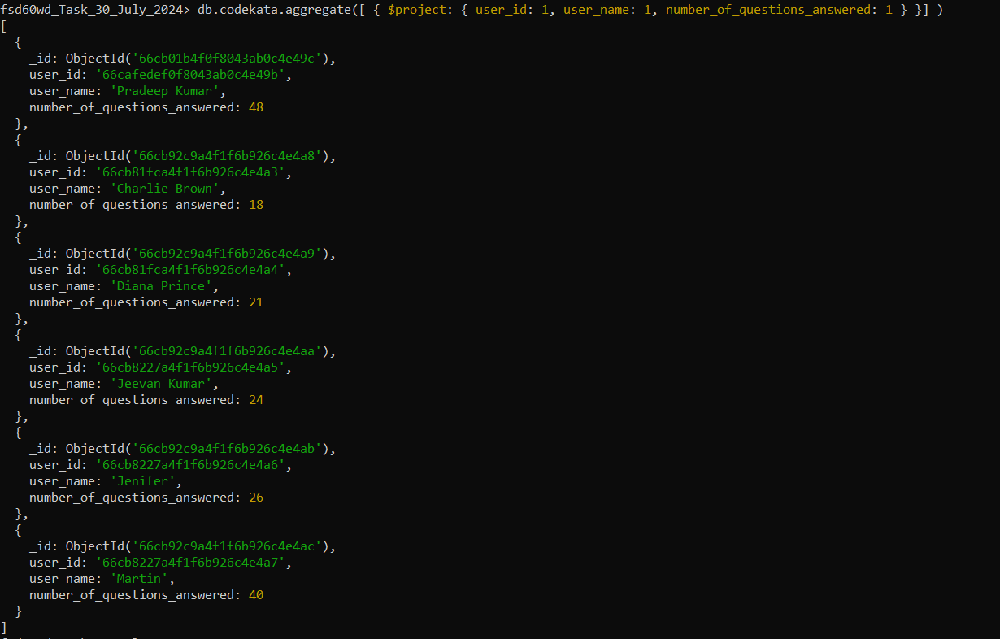 fsd60wd_Task_30_July_2024> db.codekata.aggregate([ { $project: { user_id: 1, user_name: 1, number_of_questions_answered: 1 } }] )
[
  {
    _id: ObjectId('66cb01b4f0f8043ab0c4e49c'),
    user_id: '66cafedef0f8043ab0c4e49b',
    user_name: 'Pradeep Kumar',
    number_of_questions_answered: 48
  },
  {
    _id: ObjectId('66cb92c9a4f1f6b926c4e4a8'),
    user_id: '66cb81fca4f1f6b926c4e4a3',
    user_name: 'Charlie Brown',
    number_of_questions_answered: 18
  },
  {
    _id: ObjectId('66cb92c9a4f1f6b926c4e4a9'),
    user_id: '66cb81fca4f1f6b926c4e4a4',
    user_name: 'Diana Prince',
    number_of_questions_answered: 21
  },
  {
    _id: ObjectId('66cb92c9a4f1f6b926c4e4aa'),
    user_id: '66cb8227a4f1f6b926c4e4a5',
    user_name: 'Jeevan Kumar',
    number_of_questions_answered: 24
  },
  {
    _id: ObjectId('66cb92c9a4f1f6b926c4e4ab'),
    user_id: '66cb8227a4f1f6b926c4e4a6',
    user_name: 'Jenifer',
    number_of_questions_answered: 26
  },
  {
    _id: ObjectId('66cb92c9a4f1f6b926c4e4ac'),
    user_id: '66cb8227a4f1f6b926c4e4a7',
    user_name: 'Martin',
    number_of_questions_answered: 40
  }
]